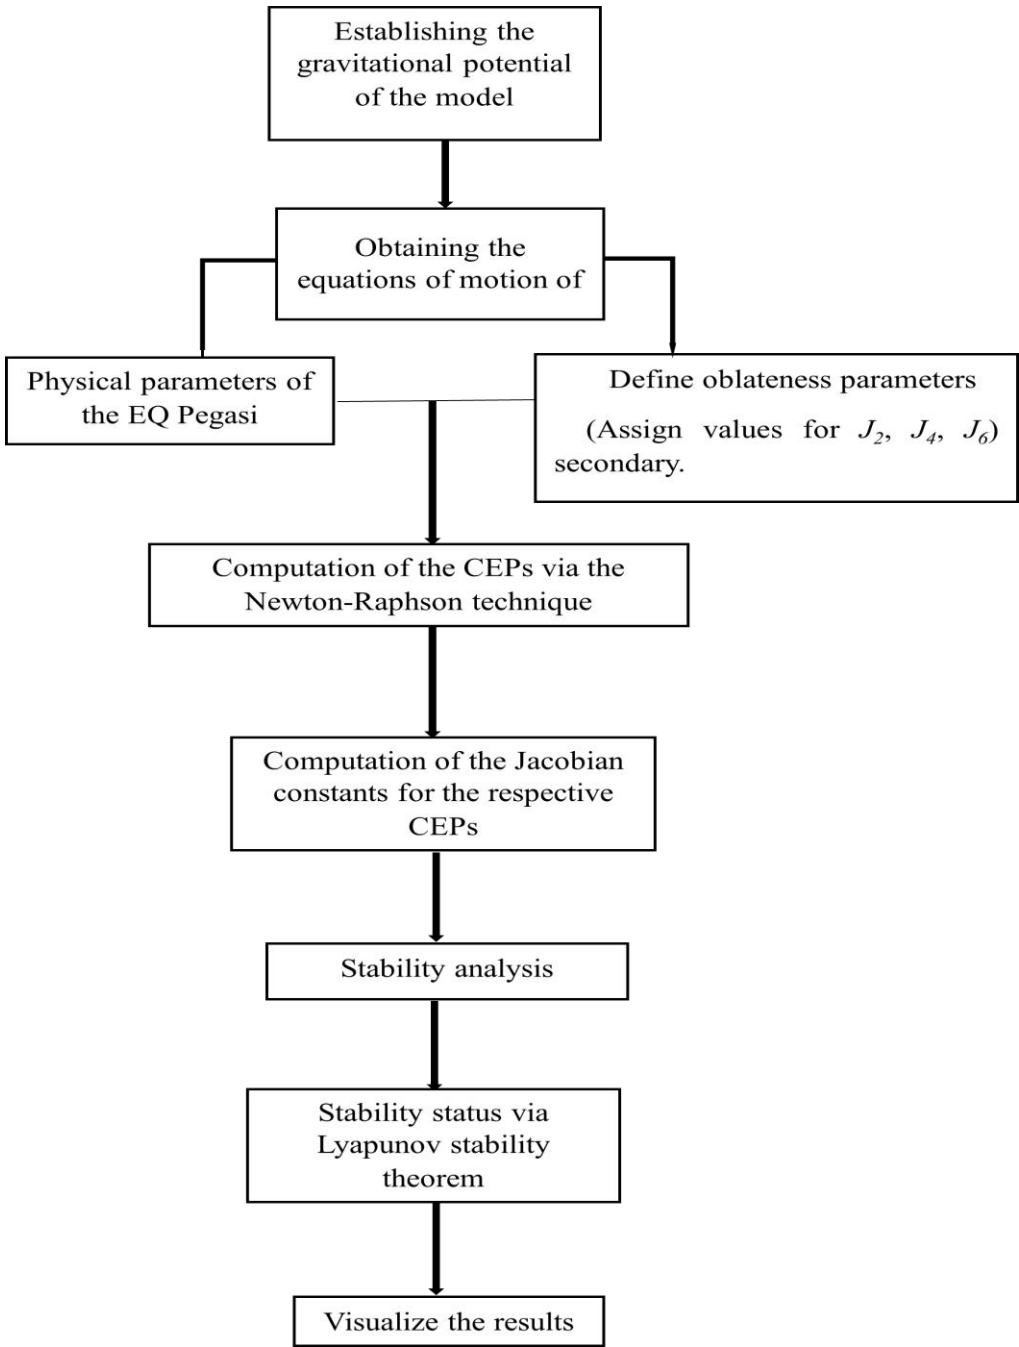 Establishing the
gravitational potential
of the model
Obtaining the
equations of motion of
Physical parameters of
the EQ Pegasi
Define oblateness parameters
(Assign values for J₂, J₄, J₆)
secondary.
Computation of the CEPs via the
Newton-Raphson technique
Computation of the Jacobian
constants for the respective
CEPs
Stability analysis
Stability status via
Lyapunov stability
theorem
Visualize the results